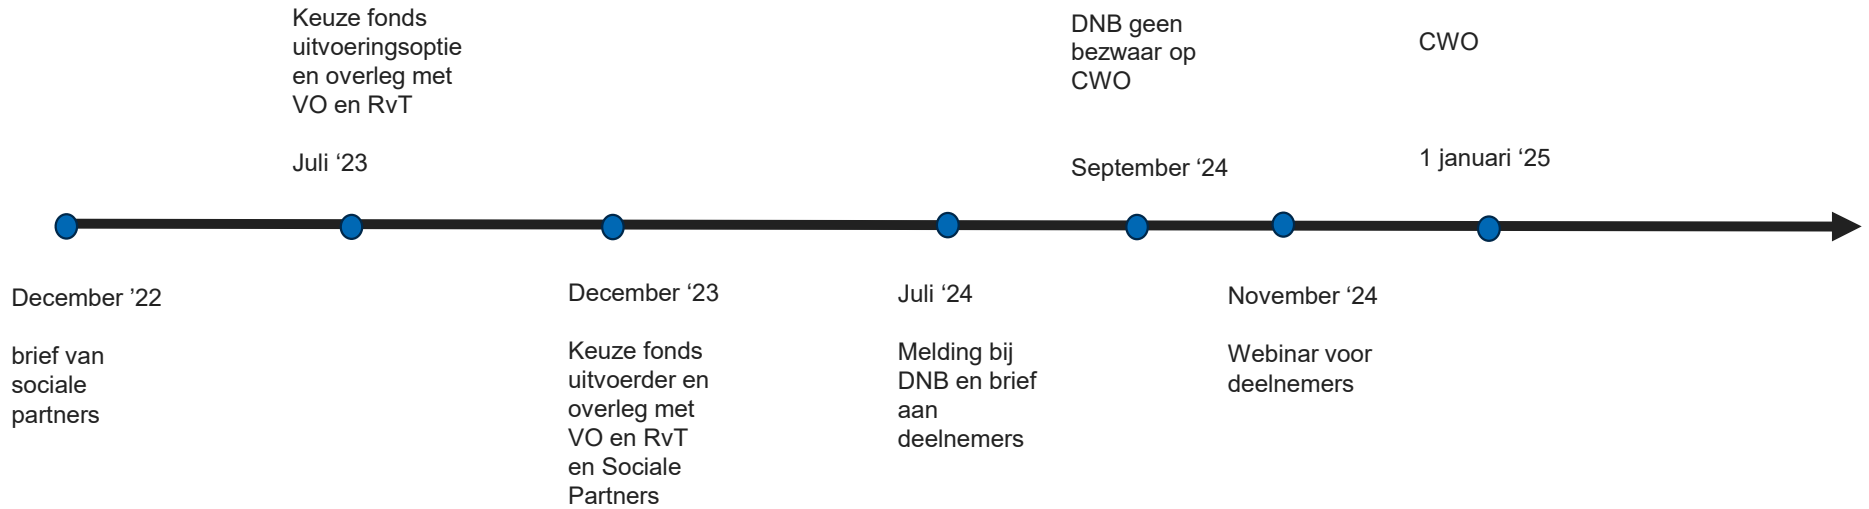 Keuze fonds
uitvoeringsoptie
en overleg met
VO en RvT
Juli ‘23
DNB geen
bezwaar op
CWO
September ‘24
CWO
1 januari ‘25
December ’22
brief van
sociale
partners
December ‘23
Keuze fonds
uitvoerder en
overleg met
VO en RvT
en Sociale
Partners
Juli ‘24
Melding bij
DNB en brief
aan
deelnemers
November ‘24
Webinar voor
deelnemers